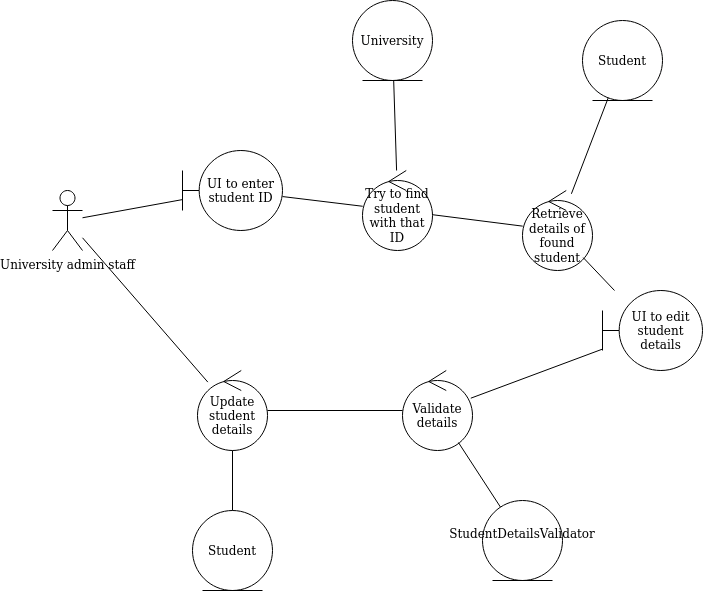 University
Student
UI to enter
student ID
Try to find
student
with that
ID
Retrieve
details of
found
student
University admin staff
UI to edit
student
details
Update
student
details
Validate
details
StudentDetailsValidator
Student